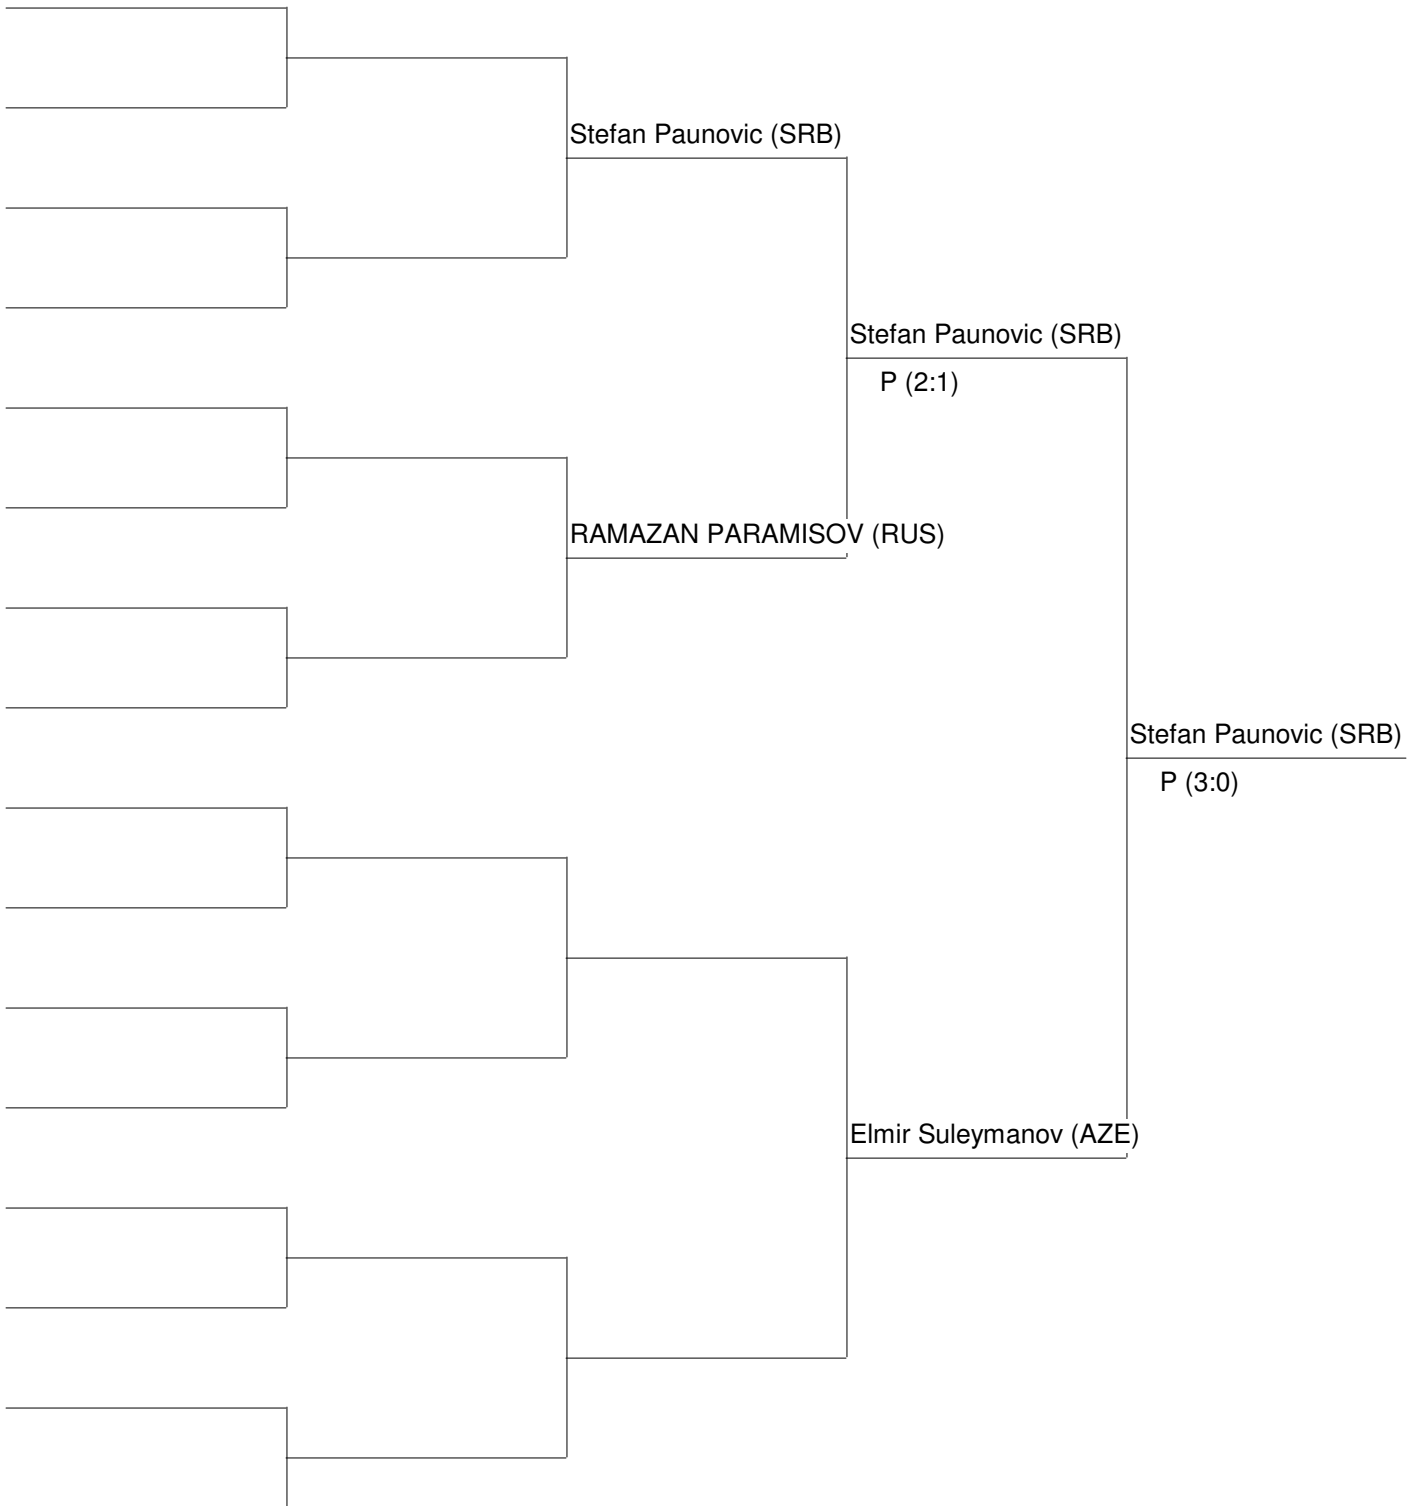 Stefan Paunovic (SRB)
Stefan Paunovic (SRB)
P (2:1)
RAMAZAN PARAMISOV (RUS)
Stefan Paunovic (SRB)
P (3:0)
Elmir Suleymanov (AZE)